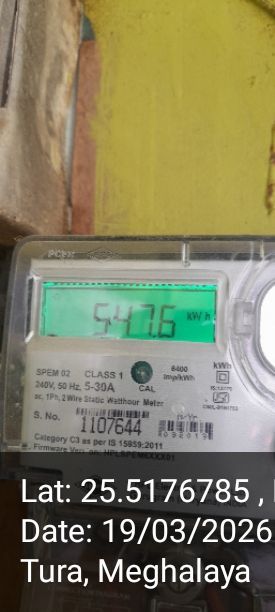 547.6 kWh
SPEM 02 CLASS 1 6400 imp/kWh kWh
240V, 50 Hz, 5-30A CAL
ac, 1Ph, 2 Wire Static Watthour Meter
S. No. 1107644
Category C3 as per IS 15959:2011
Lat: 25.5176785 ,
Date: 19/03/2026
Tura, Meghalaya